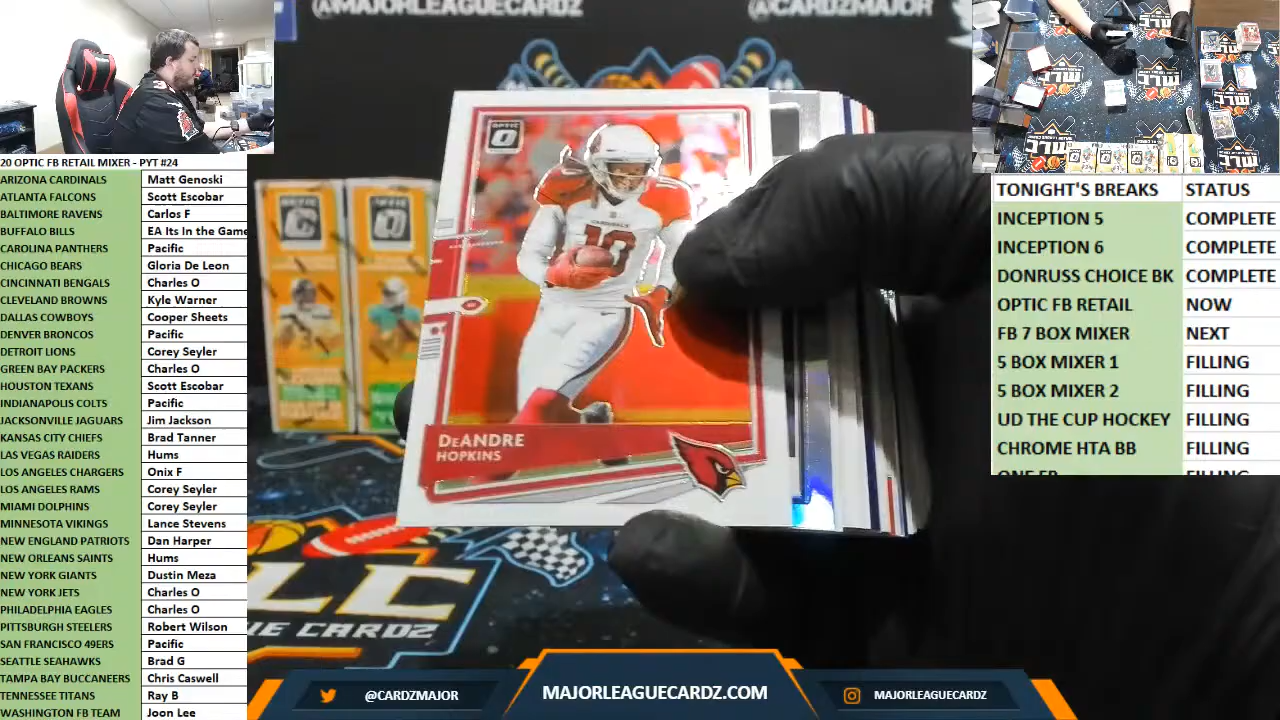 @MAJORLEAGUECARDZ
@CARDZMAJOR
20 OPTIC FB RETAIL MIXER - PYT #24
ARIZONA CARDINALS Matt Genoski
ATLANTA FALCONS Scott Escobar
BALTIMORE RAVENS Carlos F
BUFFALO BILLS EA Its In the Game
CAROLINA PANTHERS Pacific
CHICAGO BEARS Gloria De Leon
CINCINNATI BENGALS Charles O
CLEVELAND BROWNS Kyle Warner
DALLAS COWBOYS Cooper Sheets
DENVER BRONCOS Pacific
DETROIT LIONS Corey Seyler
GREEN BAY PACKERS Charles O
HOUSTON TEXANS Scott Escobar
INDIANAPOLIS COLTS Pacific
JACKSONVILLE JAGUARS Jim Jackson
KANSAS CITY CHIEFS Brad Tanner
LAS VEGAS RAIDERS Hums
LOS ANGELES CHARGERS Onix F
LOS ANGELES RAMS Corey Seyler
MIAMI DOLPHINS Corey Seyler
MINNESOTA VIKINGS Lance Stevens
NEW ENGLAND PATRIOTS Dan Harper
NEW ORLEANS SAINTS Hums
NEW YORK GIANTS Dustin Meza
NEW YORK JETS Charles O
PHILADELPHIA EAGLES Charles O
PITTSBURGH STEELERS Robert Wilson
SAN FRANCISCO 49ERS Pacific
SEATTLE SEAHAWKS Brad G
TAMPA BAY BUCCANEERS Chris Caswell
TENNESSEE TITANS Ray B
WASHINGTON FB TEAM Joon Lee
OPTIC
CARDINALS
10
DEANDRE
HOPKINS
LC
IE CARDZ
TONIGHT'S BREAKS STATUS
INCEPTION 5 COMPLETE
INCEPTION 6 COMPLETE
DONRUSS CHOICE BK COMPLETE
OPTIC FB RETAIL NOW
FB 7 BOX MIXER NEXT
5 BOX MIXER 1 FILLING
5 BOX MIXER 2 FILLING
UD THE CUP HOCKEY FILLING
CHROME HTA BB FILLING
ONE FB FILLING
@CARDZMAJOR
MAJORLEAGUECARDZ.COM
MAJORLEAGUECARDZ